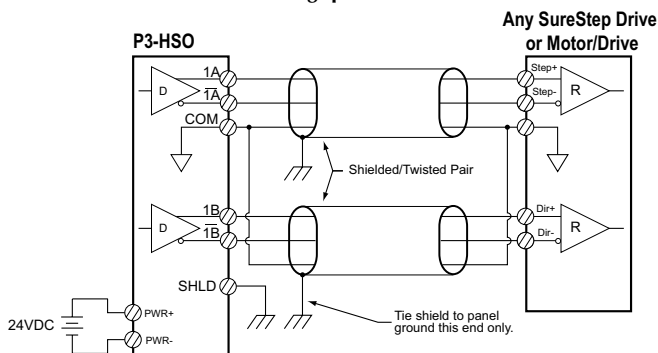 Any SureStep Drive
or Motor/Drive
P3-HSO
1A
D
1A
COM
Step+
Step-
R
Shielded/Twisted Pair
1B
D
1B
Dir+
Dir-
R
SHLD
Tie shield to panel
ground this end only.
24VDC
PWR+
PWR-